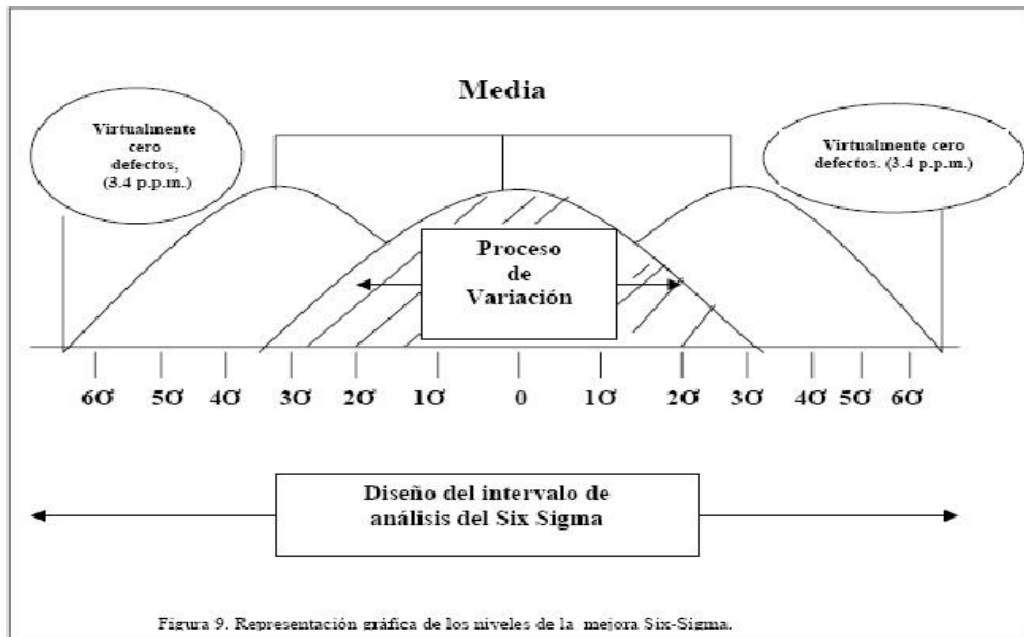 Media
Virtualmente
cero
defectos,
(3.4 p.p.m.)
Virtualmente cero
defectos. (3.4 p.p.m.)
Proceso
de
Variación
6σ 5σ 4σ 3σ 2σ 1σ 0 1σ 2σ 3σ 4σ 5σ 6σ
Diseño del intervalo de
análisis del Six Sigma
Figura 9. Representación gráfica de los niveles de la mejora Six-Sigma.